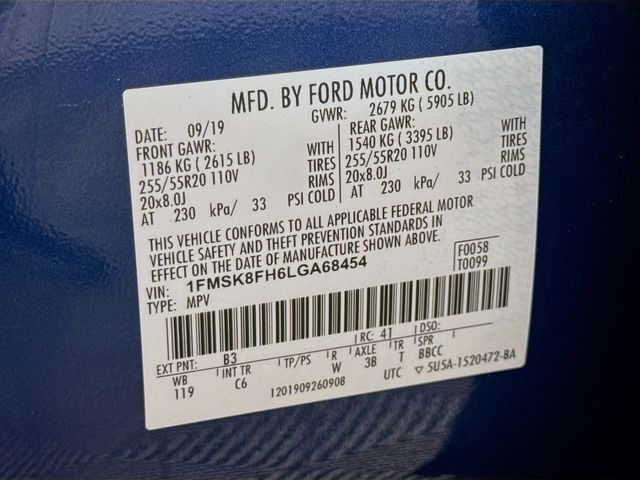 MFD. BY FORD MOTOR CO.
DATE: 09/19 GVWR: 2679 KG ( 5905 LB)
FRONT GAWR: REAR GAWR:
1186 KG ( 2615 LB) WITH 1540 KG ( 3395 LB) WITH
255/55R20 110V TIRES 255/55R20 110V TIRES
20x8.0J RIMS 20x8.0J RIMS
AT 230 kPa/ 33 PSI COLD AT 230 kPa/ 33 PSI COLD
THIS VEHICLE CONFORMS TO ALL APPLICABLE FEDERAL MOTOR
VEHICLE SAFETY AND THEFT PREVENTION STANDARDS IN
EFFECT ON THE DATE OF MANUFACTURE SHOWN ABOVE.
VIN: 1FMSK8FH6LGA68454 F0058
TYPE: MPV T0099
EXT PNT: B3 RC: 41 DSO:
WB INT TR TP/PS R AXLE TR SPR
119 C6 W 3B T BBCC
1201909260908 UTC ▽ 5U5A-1520472-BA